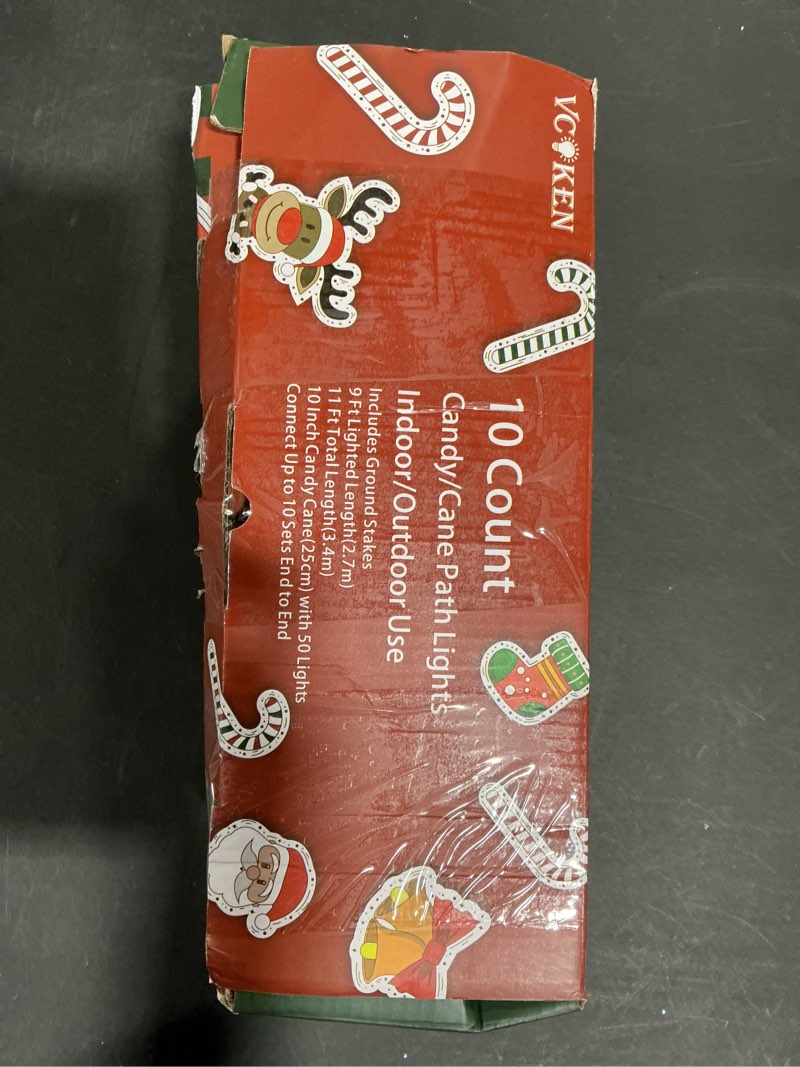 VCOKEN
10 Count
Candy/Cane Path Lights
Indoor/Outdoor Use
Includes Ground Stakes
9 Ft Lighted Length(2.7m)
11 Ft Total Length(3.4m)
10 Inch Candy Cane(25cm) with 50 Lights
Connect Up to 10 Sets End to End